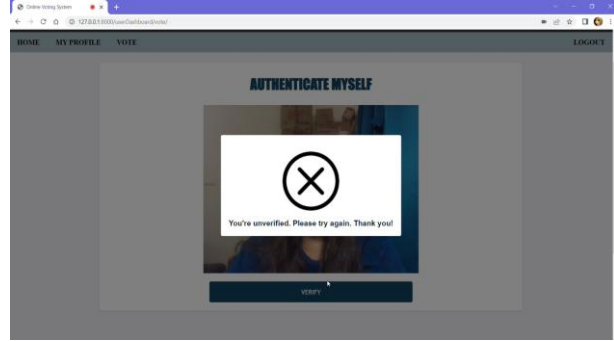 Online Voting System
127.0.0.1:8000/userDashboard/vote/
HOME MY PROFILE VOTE LOGOUT
AUTHENTICATE MYSELF
You're unverified. Please try again. Thank you!
VERIFY